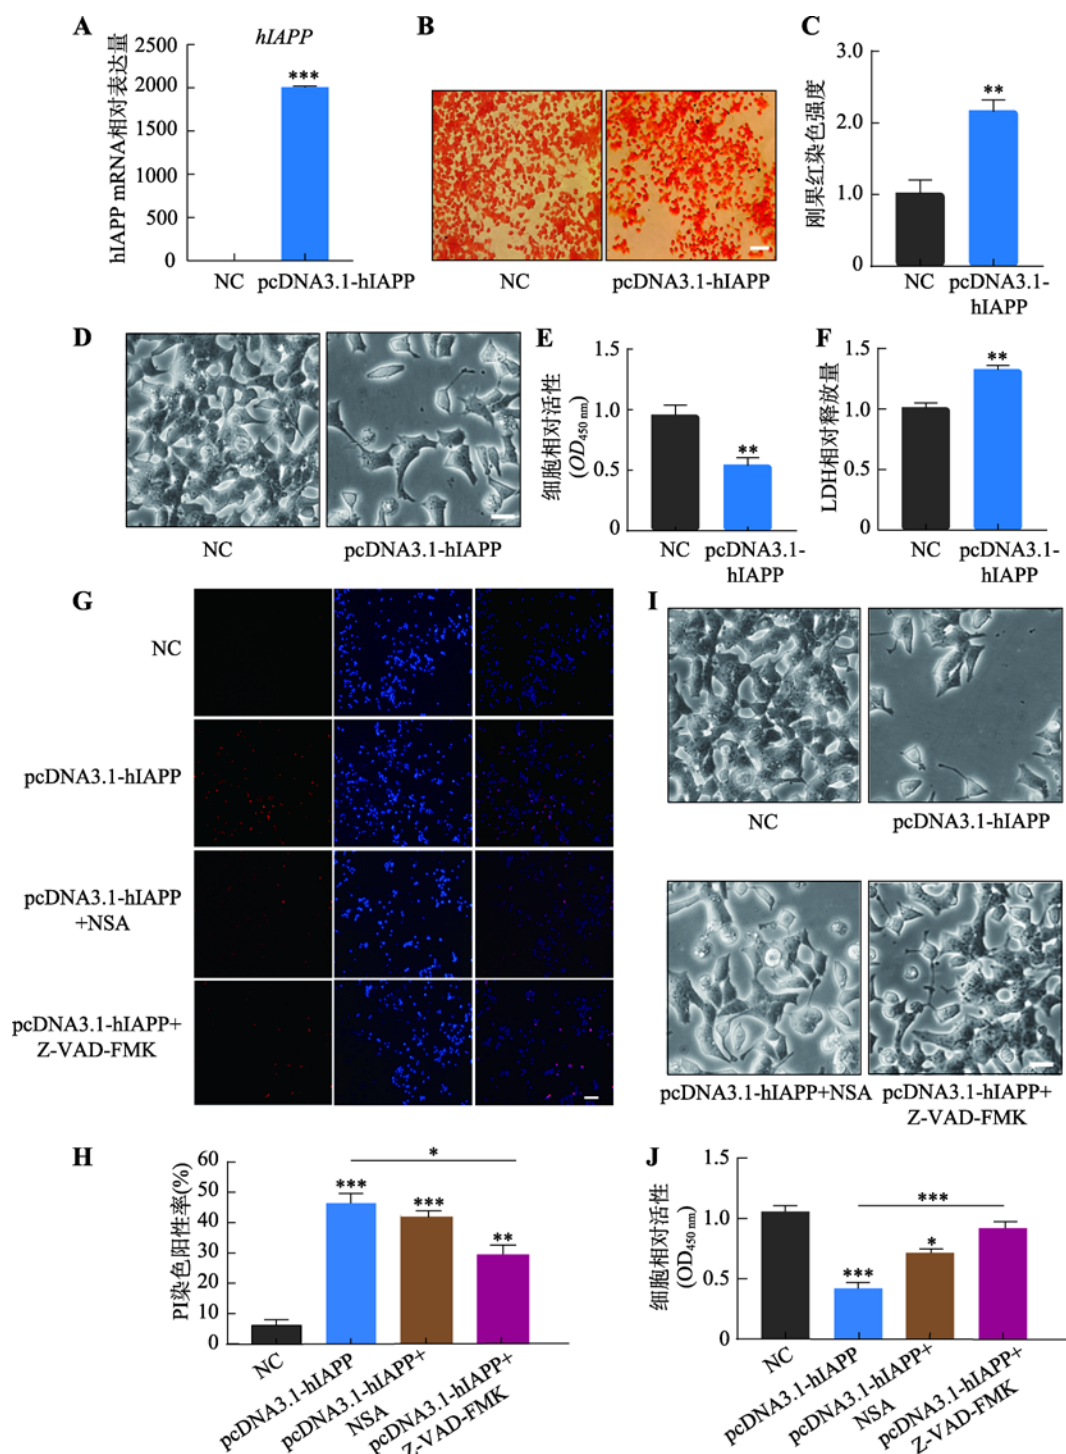 A
hIAPP
hIAPP mRNA相对表达量
2500
2000
1500
1000
500
0
***
NC
pcDNA3.1-hIAPP
B
NC
pcDNA3.1-hIAPP
C
刚果红染色强度
3.0
2.0
1.0
0.0
**
NC
pcDNA3.1-
hIAPP
D
NC
pcDNA3.1-hIAPP
E
细胞相对活性
(OD450 nm)
1.5
1.0
0.5
0
**
NC
pcDNA3.1-
hIAPP
F
LDH相对释放量
1.5
1.0
1.5
0
**
NC
pcDNA3.1-
hIAPP
G
NC
pcDNA3.1-hIAPP
pcDNA3.1-hIAPP
+NSA
pcDNA3.1-hIAPP+
Z-VAD-FMK
I
NC
pcDNA3.1-hIAPP
pcDNA3.1-hIAPP+NSA
pcDNA3.1-hIAPP+
Z-VAD-FMK
H
PI染色阳性率(%)
60
50
40
30
20
10
0
*
***
***
**
NC
pcDNA3.1-hIAPP
pcDNA3.1-hIAPP+
NSA
pcDNA3.1-hIAPP+
Z-VAD-FMK
J
细胞相对活性
(OD450 nm)
1.5
1.0
0.5
0
***
***
*
NC
pcDNA3.1-hIAPP
pcDNA3.1-hIAPP+
NSA
pcDNA3.1-hIAPP+
Z-VAD-FMK